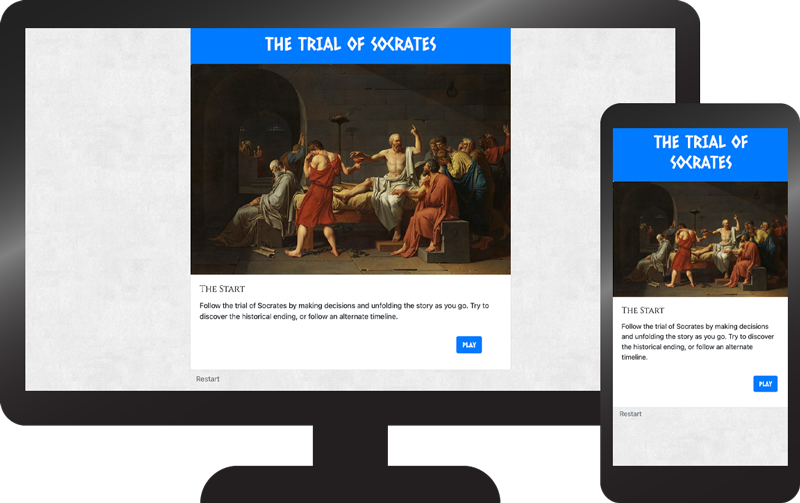 THE TRIAL OF SOCRATES
The Start
Follow the trial of Socrates by making decisions and unfolding the story as you go. Try to
discover the historical ending, or follow an alternate timeline.
PLAY
Restart
THE TRIAL OF
SOCRATES
The Start
Follow the trial of Socrates by making decisions
and unfolding the story as you go. Try to discover
the historical ending, or follow an alternate
timeline.
PLAY
Restart